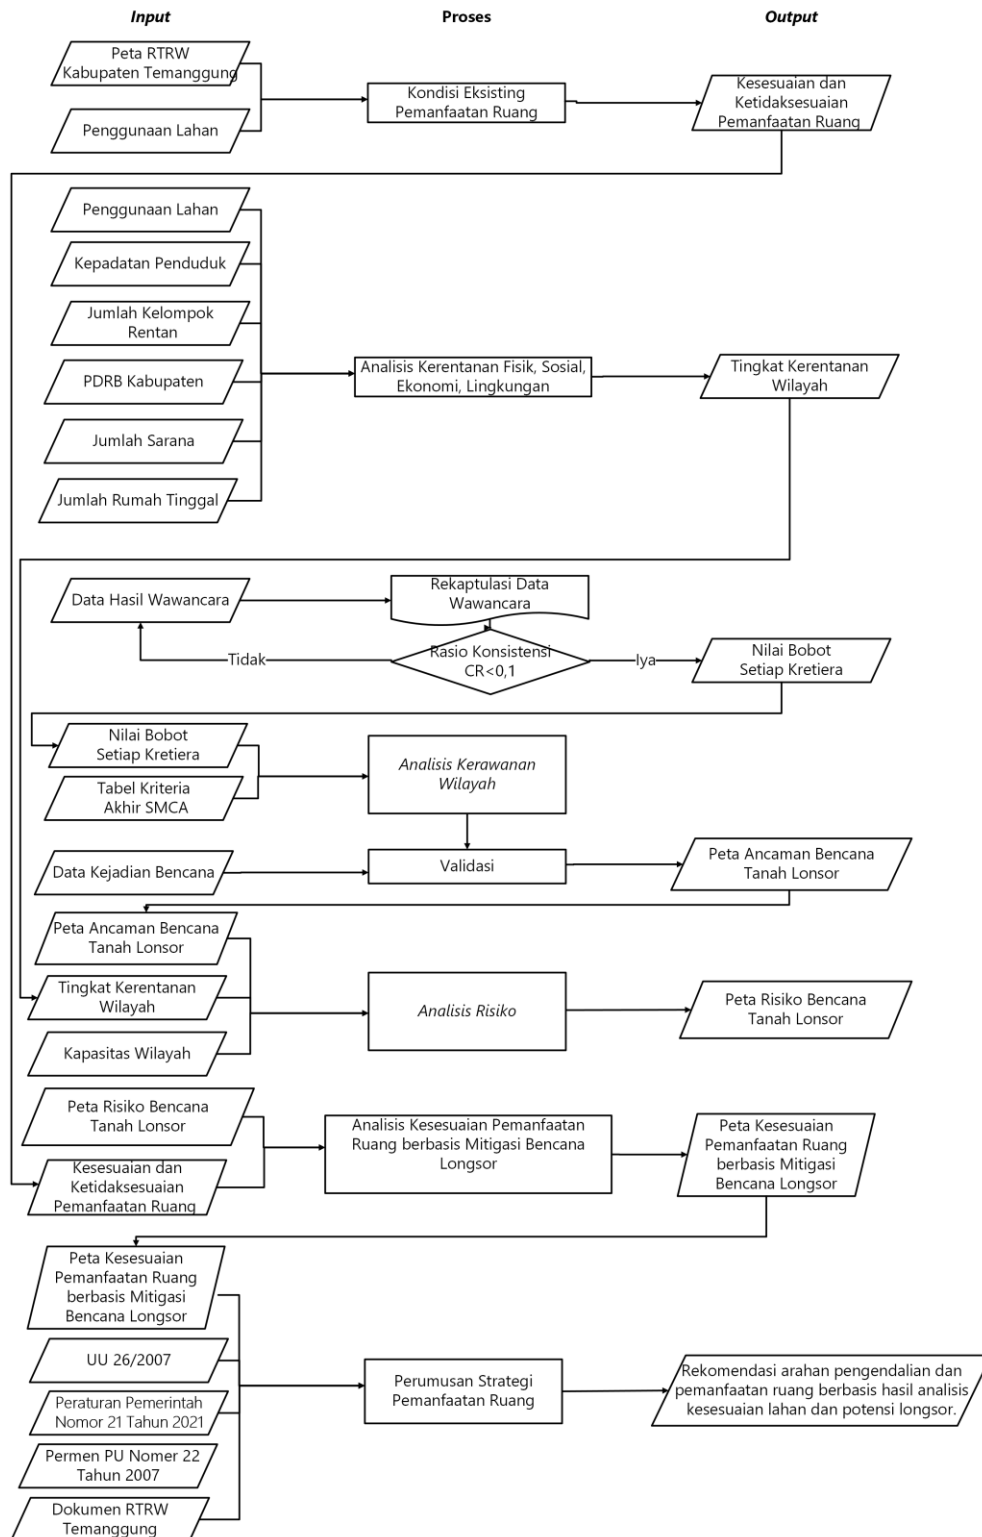 Input
Proses
Output
Peta RTRW
Kabupaten Temanggung
Kondisi Eksisting
Pemanfaatan Ruang
Kesesuaian dan
Ketidaksesuaian
Pemanfaatan Ruang
Penggunaan Lahan
Penggunaan Lahan
Kepadatan Penduduk
Jumlah Kelompok
Rentan
PDRB Kabupaten
Analisis Kerentanan Fisik, Sosial,
Ekonomi, Lingkungan
Tingkat Kerentanan
Wilayah
Jumlah Sarana
Jumlah Rumah Tinggal
Data Hasil Wawancara
Rekaptulasi Data
Wawancara
Tidak
Rasio Konsistensi
CR<0,1
Iya
Nilai Bobot
Setiap Kretiera
Nilai Bobot
Setiap Kretiera
Tabel Kriteria
Akhir SMCA
Analisis Kerawanan
Wilayah
Data Kejadian Bencana
Validasi
Peta Ancaman Bencana
Tanah Lonsor
Peta Ancaman Bencana
Tanah Lonsor
Tingkat Kerentanan
Wilayah
Kapasitas Wilayah
Analisis Risiko
Peta Risiko Bencana
Tanah Lonsor
Peta Risiko Bencana
Tanah Lonsor
Kesesuaian dan
Ketidaksesuaian
Pemanfaatan Ruang
Analisis Kesesuaian Pemanfaatan
Ruang berbasis Mitigasi Bencana
Longsor
Peta Kesesuaian
Pemanfaatan Ruang
berbasis Mitigasi
Bencana Longsor
Peta Kesesuaian
Pemanfaatan Ruang
berbasis Mitigasi
Bencana Longsor
UU 26/2007
Peraturan Pemerintah
Nomor 21 Tahun 2021
Permen PU Nomer 22
Tahun 2007
Dokumen RTRW
Temanggung
Perumusan Strategi
Pemanfaatan Ruang
Rekomendasi arahan pengendalian dan
pemanfaatan ruang berbasis hasil analisis
kesesuaian lahan dan potensi longsor.